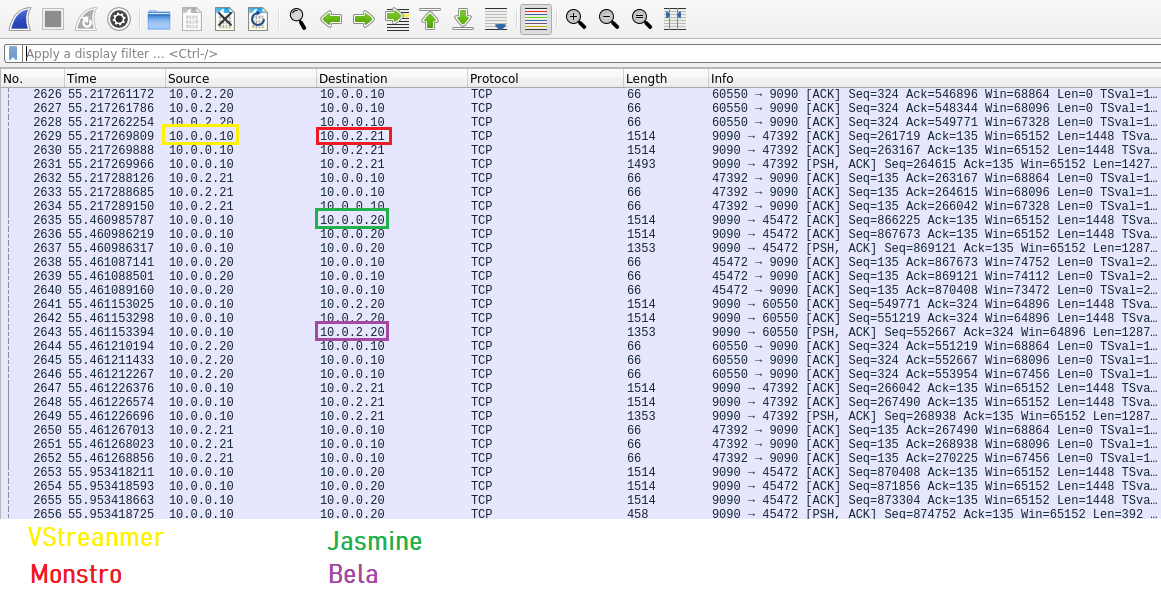 Apply a display filter ... <Ctrl-/>
No. Time Source Destination Protocol Length Info
2626 55.217261172 10.0.2.20 10.0.0.10 TCP 66 60550 → 9090 [ACK] Seq=324 Ack=546896 Win=68864 Len=0 TSval=1…
2627 55.217261786 10.0.2.20 10.0.0.10 TCP 66 60550 → 9090 [ACK] Seq=324 Ack=548344 Win=68096 Len=0 TSval=1…
2628 55.217262254 10.0.2.20 10.0.0.10 TCP 66 60550 → 9090 [ACK] Seq=324 Ack=549771 Win=67328 Len=0 TSval=1…
2629 55.217269809 10.0.0.10 10.0.2.21 TCP 1514 9090 → 47392 [ACK] Seq=261719 Ack=135 Win=65152 Len=1448 TSva…
2630 55.217269888 10.0.0.10 10.0.2.21 TCP 1514 9090 → 47392 [ACK] Seq=263167 Ack=135 Win=65152 Len=1448 TSva…
2631 55.217269966 10.0.0.10 10.0.2.21 TCP 1493 9090 → 47392 [PSH, ACK] Seq=264615 Ack=135 Win=65152 Len=1427…
2632 55.217288126 10.0.2.21 10.0.0.10 TCP 66 47392 → 9090 [ACK] Seq=135 Ack=263167 Win=68864 Len=0 TSval=1…
2633 55.217288685 10.0.2.21 10.0.0.10 TCP 66 47392 → 9090 [ACK] Seq=135 Ack=264615 Win=68096 Len=0 TSval=1…
2634 55.217289150 10.0.2.21 10.0.0.10 TCP 66 47392 → 9090 [ACK] Seq=135 Ack=266042 Win=67328 Len=0 TSval=1…
2635 55.460985787 10.0.0.10 10.0.0.20 TCP 1514 9090 → 45472 [ACK] Seq=866225 Ack=135 Win=65152 Len=1448 TSva…
2636 55.460986219 10.0.0.10 10.0.0.20 TCP 1514 9090 → 45472 [ACK] Seq=867673 Ack=135 Win=65152 Len=1448 TSva…
2637 55.460986317 10.0.0.10 10.0.0.20 TCP 1353 9090 → 45472 [PSH, ACK] Seq=869121 Ack=135 Win=65152 Len=1287…
2638 55.461087141 10.0.0.20 10.0.0.10 TCP 66 45472 → 9090 [ACK] Seq=135 Ack=867673 Win=74752 Len=0 TSval=2…
2639 55.461088501 10.0.0.20 10.0.0.10 TCP 66 45472 → 9090 [ACK] Seq=135 Ack=869121 Win=74112 Len=0 TSval=2…
2640 55.461089160 10.0.0.20 10.0.0.10 TCP 66 45472 → 9090 [ACK] Seq=135 Ack=870408 Win=73472 Len=0 TSval=2…
2641 55.461153025 10.0.0.10 10.0.2.20 TCP 1514 9090 → 60550 [ACK] Seq=549771 Ack=324 Win=64896 Len=1448 TSva…
2642 55.461153298 10.0.0.10 10.0.2.20 TCP 1514 9090 → 60550 [ACK] Seq=551219 Ack=324 Win=64896 Len=1448 TSva…
2643 55.461153394 10.0.0.10 10.0.2.20 TCP 1353 9090 → 60550 [PSH, ACK] Seq=552667 Ack=324 Win=64896 Len=1287…
2644 55.461210194 10.0.2.20 10.0.0.10 TCP 66 60550 → 9090 [ACK] Seq=324 Ack=551219 Win=68864 Len=0 TSval=1…
2645 55.461211433 10.0.2.20 10.0.0.10 TCP 66 60550 → 9090 [ACK] Seq=324 Ack=552667 Win=68096 Len=0 TSval=1…
2646 55.461212267 10.0.2.20 10.0.0.10 TCP 66 60550 → 9090 [ACK] Seq=324 Ack=553954 Win=67456 Len=0 TSval=1…
2647 55.461226376 10.0.0.10 10.0.2.21 TCP 1514 9090 → 47392 [ACK] Seq=266042 Ack=135 Win=65152 Len=1448 TSva…
2648 55.461226574 10.0.0.10 10.0.2.21 TCP 1514 9090 → 47392 [ACK] Seq=267490 Ack=135 Win=65152 Len=1448 TSva…
2649 55.461226696 10.0.0.10 10.0.2.21 TCP 1353 9090 → 47392 [PSH, ACK] Seq=268938 Ack=135 Win=65152 Len=1287…
2650 55.461267013 10.0.2.21 10.0.0.10 TCP 66 47392 → 9090 [ACK] Seq=135 Ack=267490 Win=68864 Len=0 TSval=1…
2651 55.461268023 10.0.2.21 10.0.0.10 TCP 66 47392 → 9090 [ACK] Seq=135 Ack=268938 Win=68096 Len=0 TSval=1…
2652 55.461268856 10.0.2.21 10.0.0.10 TCP 66 47392 → 9090 [ACK] Seq=135 Ack=270225 Win=67456 Len=0 TSval=1…
2653 55.953418211 10.0.0.10 10.0.0.20 TCP 1514 9090 → 45472 [ACK] Seq=870408 Ack=135 Win=65152 Len=1448 TSva…
2654 55.953418593 10.0.0.10 10.0.0.20 TCP 1514 9090 → 45472 [ACK] Seq=871856 Ack=135 Win=65152 Len=1448 TSva…
2655 55.953418663 10.0.0.10 10.0.0.20 TCP 1514 9090 → 45472 [ACK] Seq=873304 Ack=135 Win=65152 Len=1448 TSva…
2656 55.953418725 10.0.0.10 10.0.0.20 TCP 458 9090 → 45472 [PSH, ACK] Seq=874752 Ack=135 Win=65152 Len=392 …
VStreanmer Jasmine
Monstro Bela